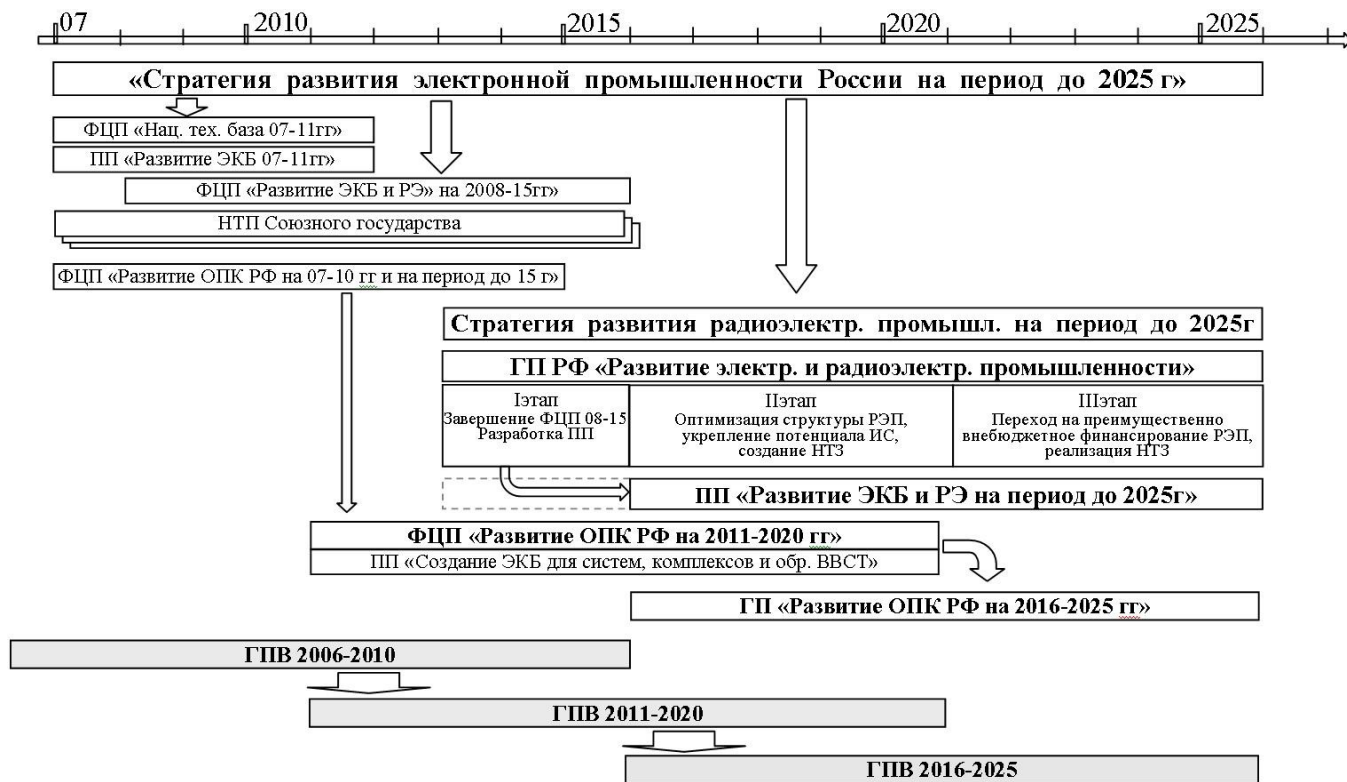 07 2010 2015 2020 2025
«Стратегия развития электронной промышленности России на период до 2025 г»
ФЦП «Нац. тех. база 07-11гг»
ПП «Развитие ЭКБ 07-11гг»
ФЦП «Развитие ЭКБ и РЭ» на 2008-15гг»
НТП Союзного государства
ФЦП «Развитие ОПК РФ на 07-10 гг и на период до 15 г»
Стратегия развития радиоэлектр. промышл. на период до 2025г
ГП РФ «Развитие электр. и радиоэлектр. промышленности»
Iэтап
Завершение ФЦП 08-15
Разработка ПП
IIэтап
Оптимизация структуры РЭП,
укрепление потенциала ИС,
создание НТЗ
IIIэтап
Переход на преимущественно
внебюджетное финансирование РЭП,
реализация НТЗ
ПП «Развитие ЭКБ и РЭ на период до 2025г»
ФЦП «Развитие ОПК РФ на 2011-2020 гг»
ПП «Создание ЭКБ для систем, комплексов и обр. ВВСТ»
ГП «Развитие ОПК РФ на 2016-2025 гг»
ГПВ 2006-2010
ГПВ 2011-2020
ГПВ 2016-2025